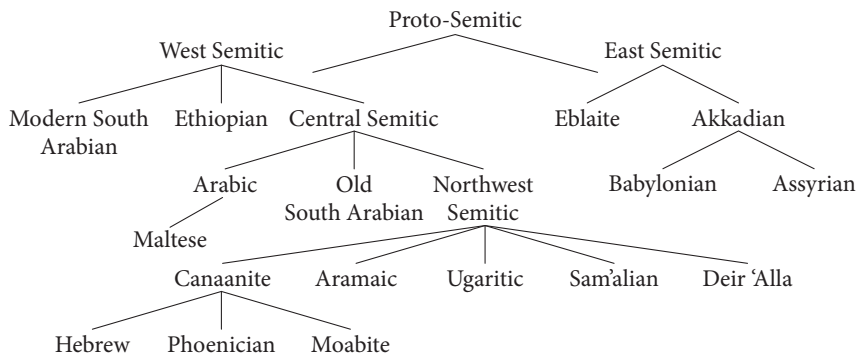 Proto-Semitic
West Semitic
East Semitic
Modern South
Arabian
Ethiopian
Central Semitic
Eblaite
Akkadian
Arabic
Old
South Arabian
Northwest
Semitic
Babylonian
Assyrian
Maltese
Canaanite
Aramaic
Ugaritic
Sam'alian
Deir ‘Alla
Hebrew
Phoenician
Moabite